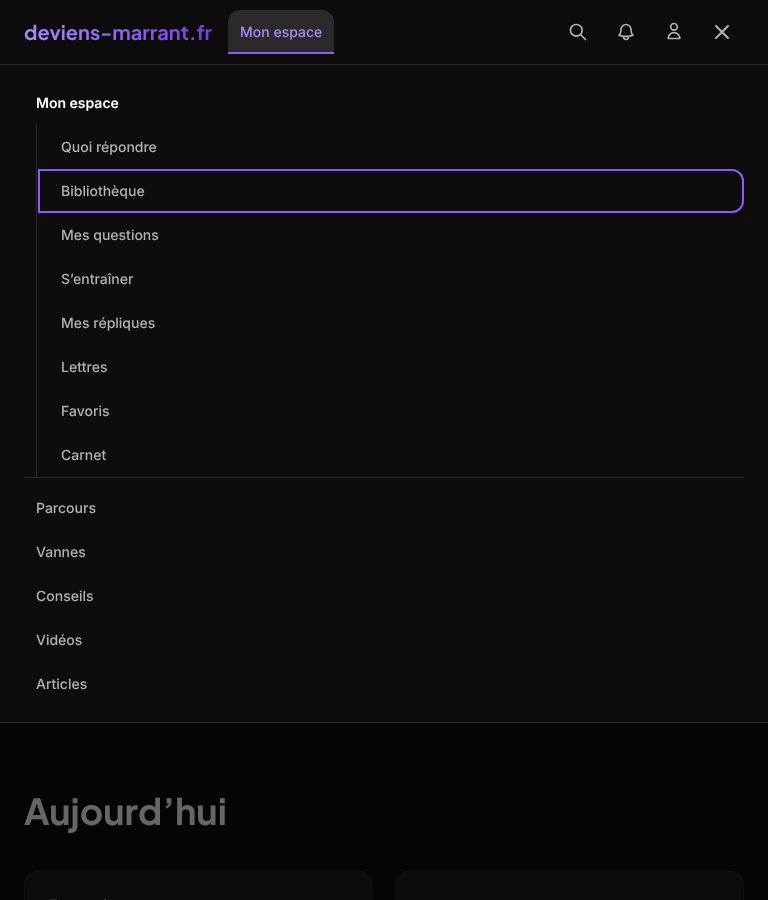 deviens-marrant.fr
Mon espace
Mon espace
Quoi répondre
Bibliothèque
Mes questions
S’entraîner
Mes répliques
Lettres
Favoris
Carnet
Parcours
Vannes
Conseils
Vidéos
Articles
Aujourd’hui